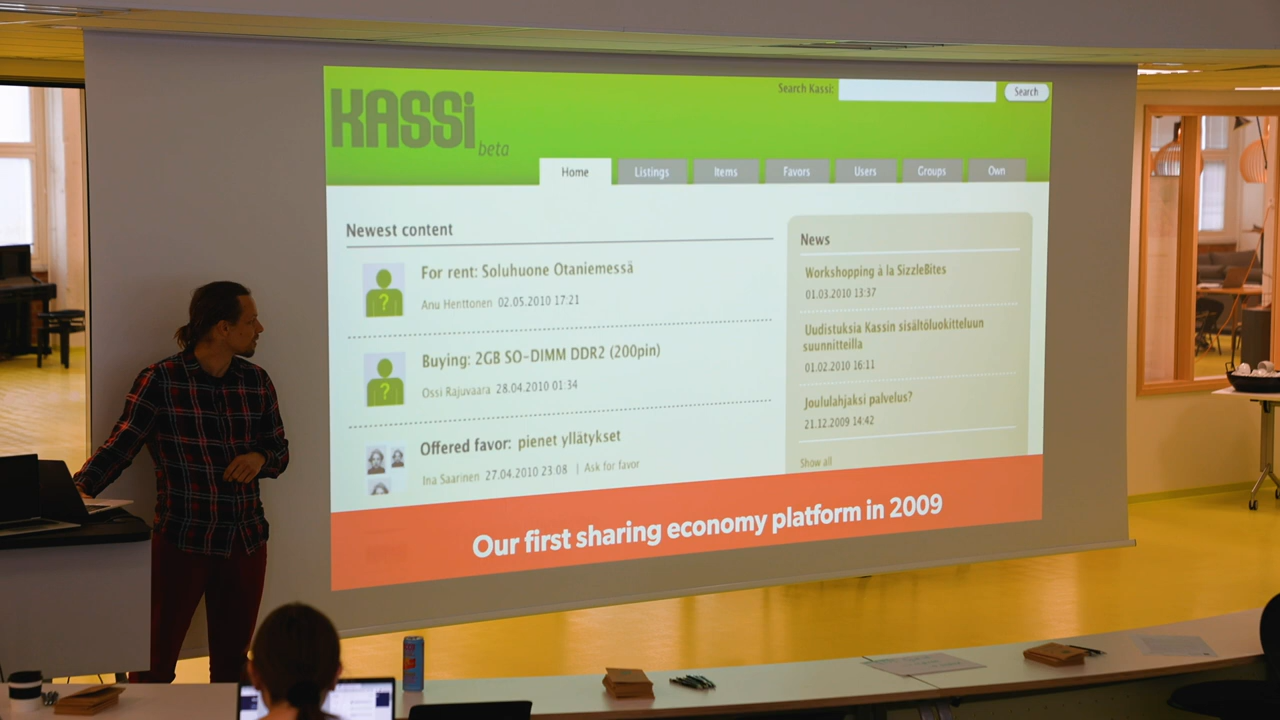 KASSi beta
Search Kassi:
Search
Home
Listings
Items
Favors
Users
Groups
Own
Newest content
For rent: Soluhuone Otaniemessä
Anu Henttonen 02.05.2010 17:21
Buying: 2GB SO-DIMM DDR2 (200pin)
Ossi Rajuvaara 28.04.2010 01:34
Offered favor: pienet yllätykset
Ina Saarinen 27.04.2010 23:08 | Ask for favor
News
Workshopping à la SizzleBites
01.03.2010 13:37
Uudistuksia Kassin sisältöluokitteluun
suunnitteilla
01.02.2010 16:11
Joululahjaksi palvelus?
21.12.2009 14:42
Show all
Our first sharing economy platform in 2009